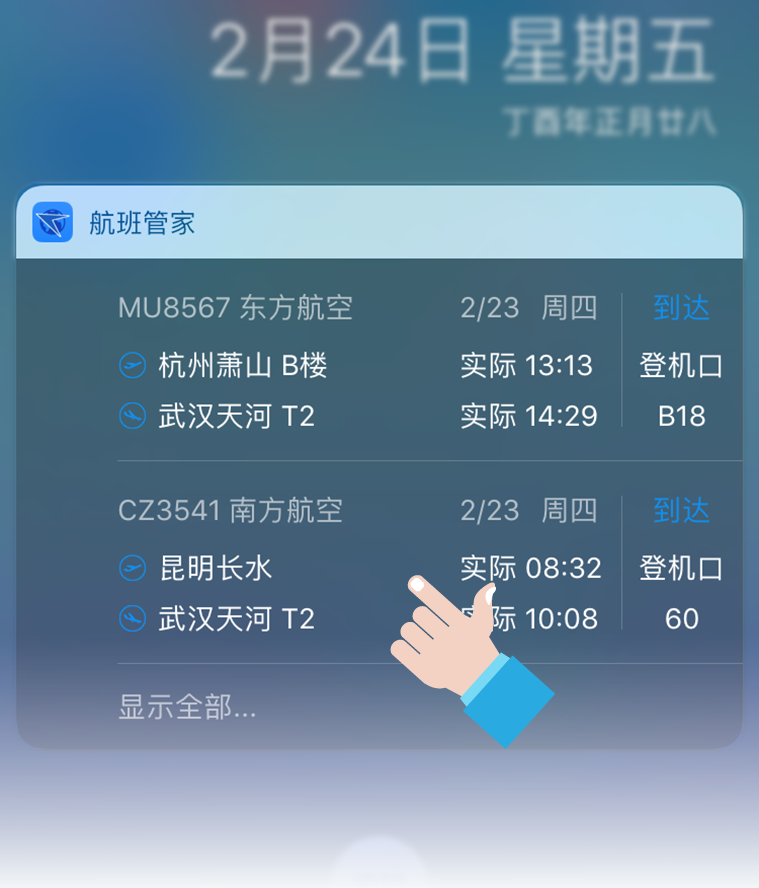 2月24日 星期五
丁酉年正月廿八
航班管家
MU8567 东方航空 2/23 周四 到达
杭州萧山 B楼 实际 13:13 登机口
武汉天河 T2 实际 14:29 B18
CZ3541 南方航空 2/23 周四 到达
昆明长水 实际 08:32 登机口
武汉天河 T2 实际 10:08 60
显示全部...